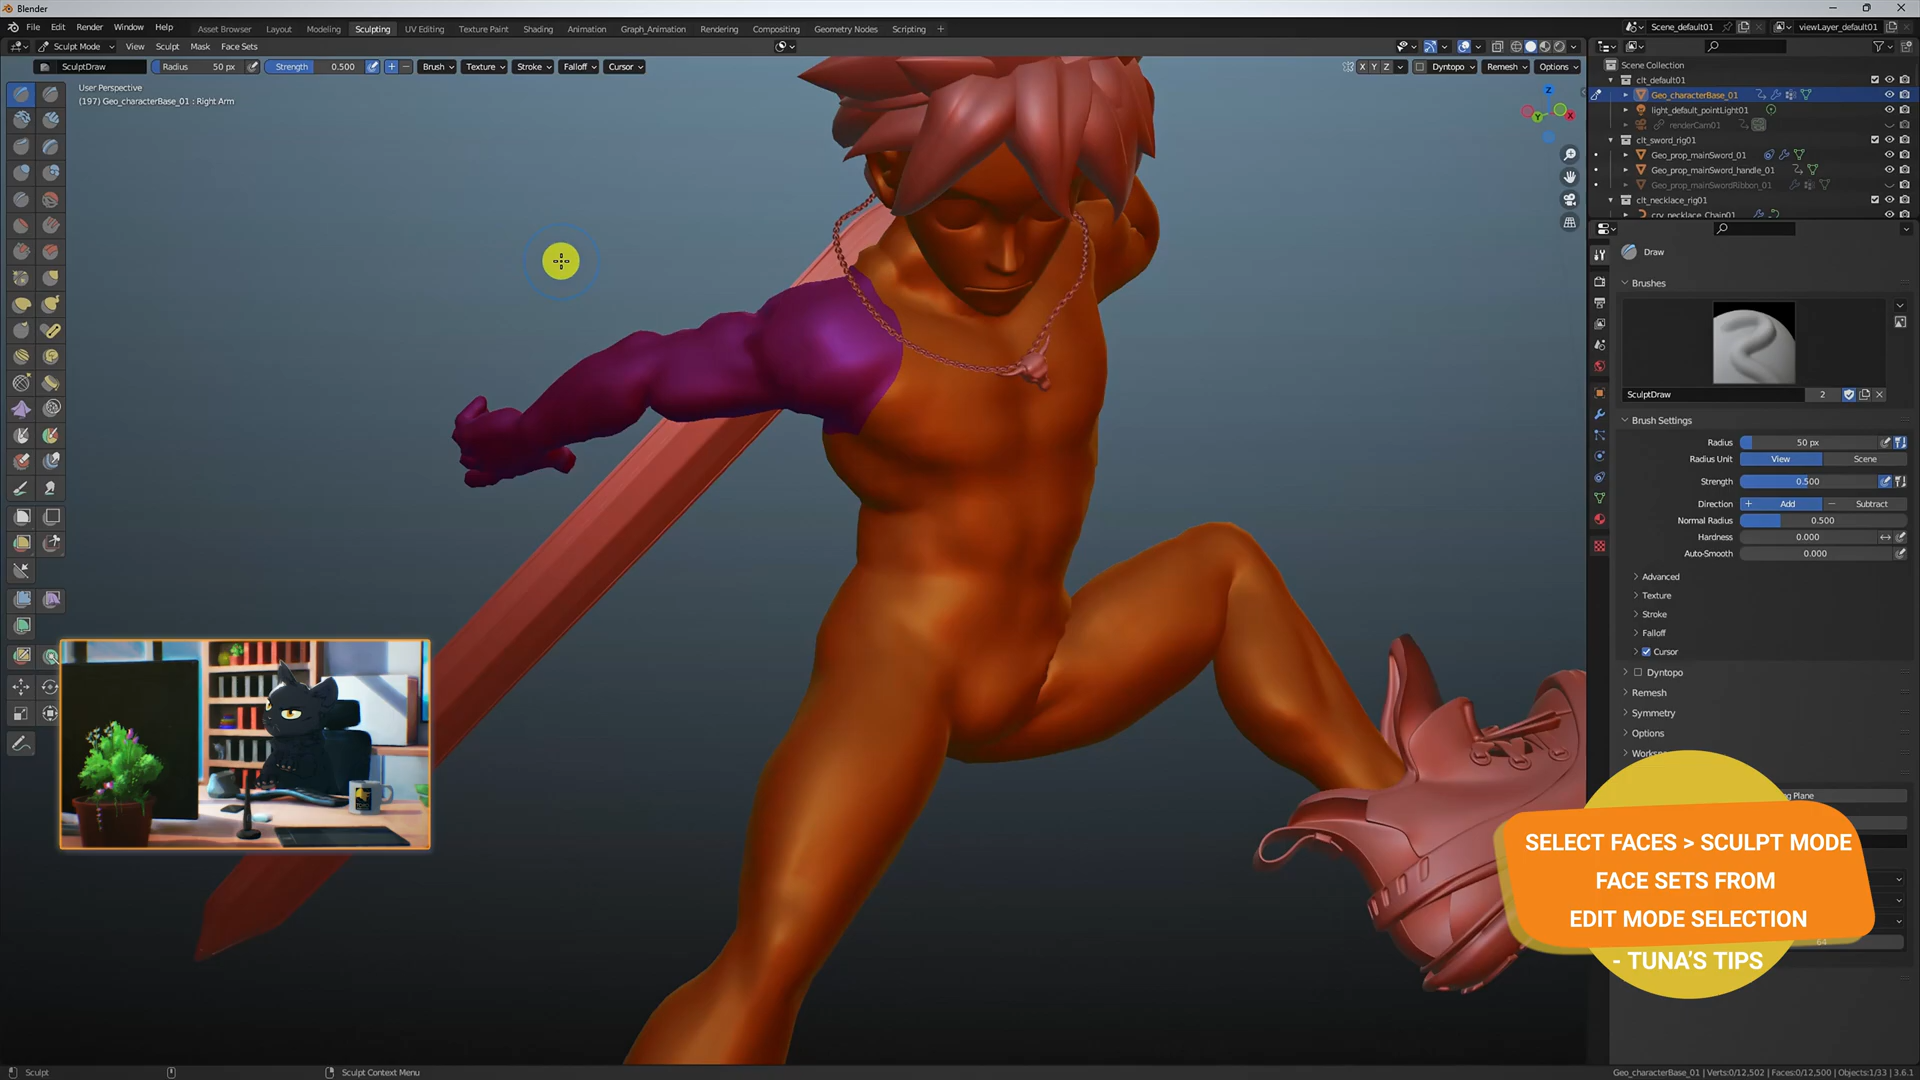 Blender
File Edit Render Window Help
Asset Browser Layout Modeling Sculpting UV Editing Texture Paint Shading Animation Graph_Animation Rendering Compositing Geometry Nodes Scripting +
Scene_default01 viewLayer_default01
Sculpt Mode View Sculpt Mask Face Sets
SculptDraw Radius 50 px Strength 0.500 Brush Texture Stroke Falloff Cursor X Y Z Dyntopo Remesh Options
User Perspective
(197) Geo_characterBase_01 : Right Arm
Z
Y X
Scene Collection
clt_default01
Geo_characterBase_01
light_default_pointLight01
renderCam01
clt_sword_rig01
Geo_prop_mainSword_01
Geo_prop_mainSword_handle_01
Geo_prop_mainSwordRibbon_01
clt_necklace_rig01
crv_necklace_Chain01
Draw
Brushes
SculptDraw 2
Brush Settings
Radius 50 px
Radius Unit View Scene
Strength 0.500
Direction Add Subtract
Normal Radius 0.500
Hardness 0.000
Auto-Smooth 0.000
Advanced
Texture
Stroke
Falloff
Cursor
Dyntopo
Remesh
Symmetry
Options
Plane
SELECT FACES > SCULPT MODE
FACE SETS FROM
EDIT MODE SELECTION
64
- TUNA'S TIPS
Sculpt Sculpt Context Menu
Geo_characterBase_01 | Verts:0/12,502 | Faces:0/12,500 | Objects:1/33 | 3.6.1